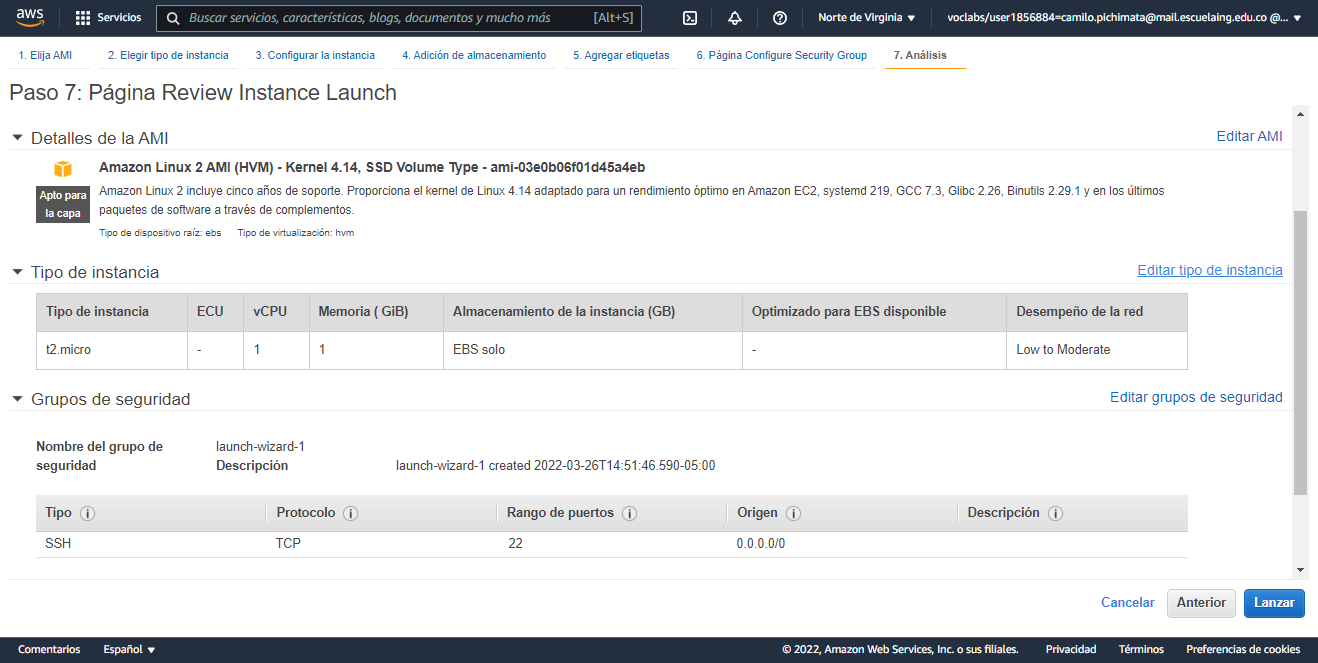 aws Servicios Buscar servicios, características, blogs, documentos y mucho más [Alt+S] Norte de Virginia voclabs/user1856884=camilo.pichimata@mail.escuelaing.edu.co @...
1. Elija AMI 2. Elegir tipo de instancia 3. Configurar la instancia 4. Adición de almacenamiento 5. Agregar etiquetas 6. Página Configure Security Group 7. Análisis
Paso 7: Página Review Instance Launch
Detalles de la AMI Editar AMI
Amazon Linux 2 AMI (HVM) - Kernel 4.14, SSD Volume Type - ami-03e0b06f01d45a4eb
Apto para
la capa
Amazon Linux 2 incluye cinco años de soporte. Proporciona el kernel de Linux 4.14 adaptado para un rendimiento óptimo en Amazon EC2, systemd 219, GCC 7.3, Glibc 2.26, Binutils 2.29.1 y en los últimos
paquetes de software a través de complementos.
Tipo de dispositivo raíz: ebs Tipo de virtualización: hvm
Tipo de instancia Editar tipo de instancia
Tipo de instancia ECU vCPU Memoria ( GiB) Almacenamiento de la instancia (GB) Optimizado para EBS disponible Desempeño de la red
t2.micro - 1 1 EBS solo - Low to Moderate
Grupos de seguridad Editar grupos de seguridad
Nombre del grupo de
seguridad
launch-wizard-1
Descripción launch-wizard-1 created 2022-03-26T14:51:46.590-05:00
Tipo i Protocolo i Rango de puertos i Origen i Descripción i
SSH TCP 22 0.0.0.0/0
Cancelar Anterior Lanzar
Comentarios Español © 2022, Amazon Web Services, Inc. o sus filiales. Privacidad Términos Preferencias de cookies